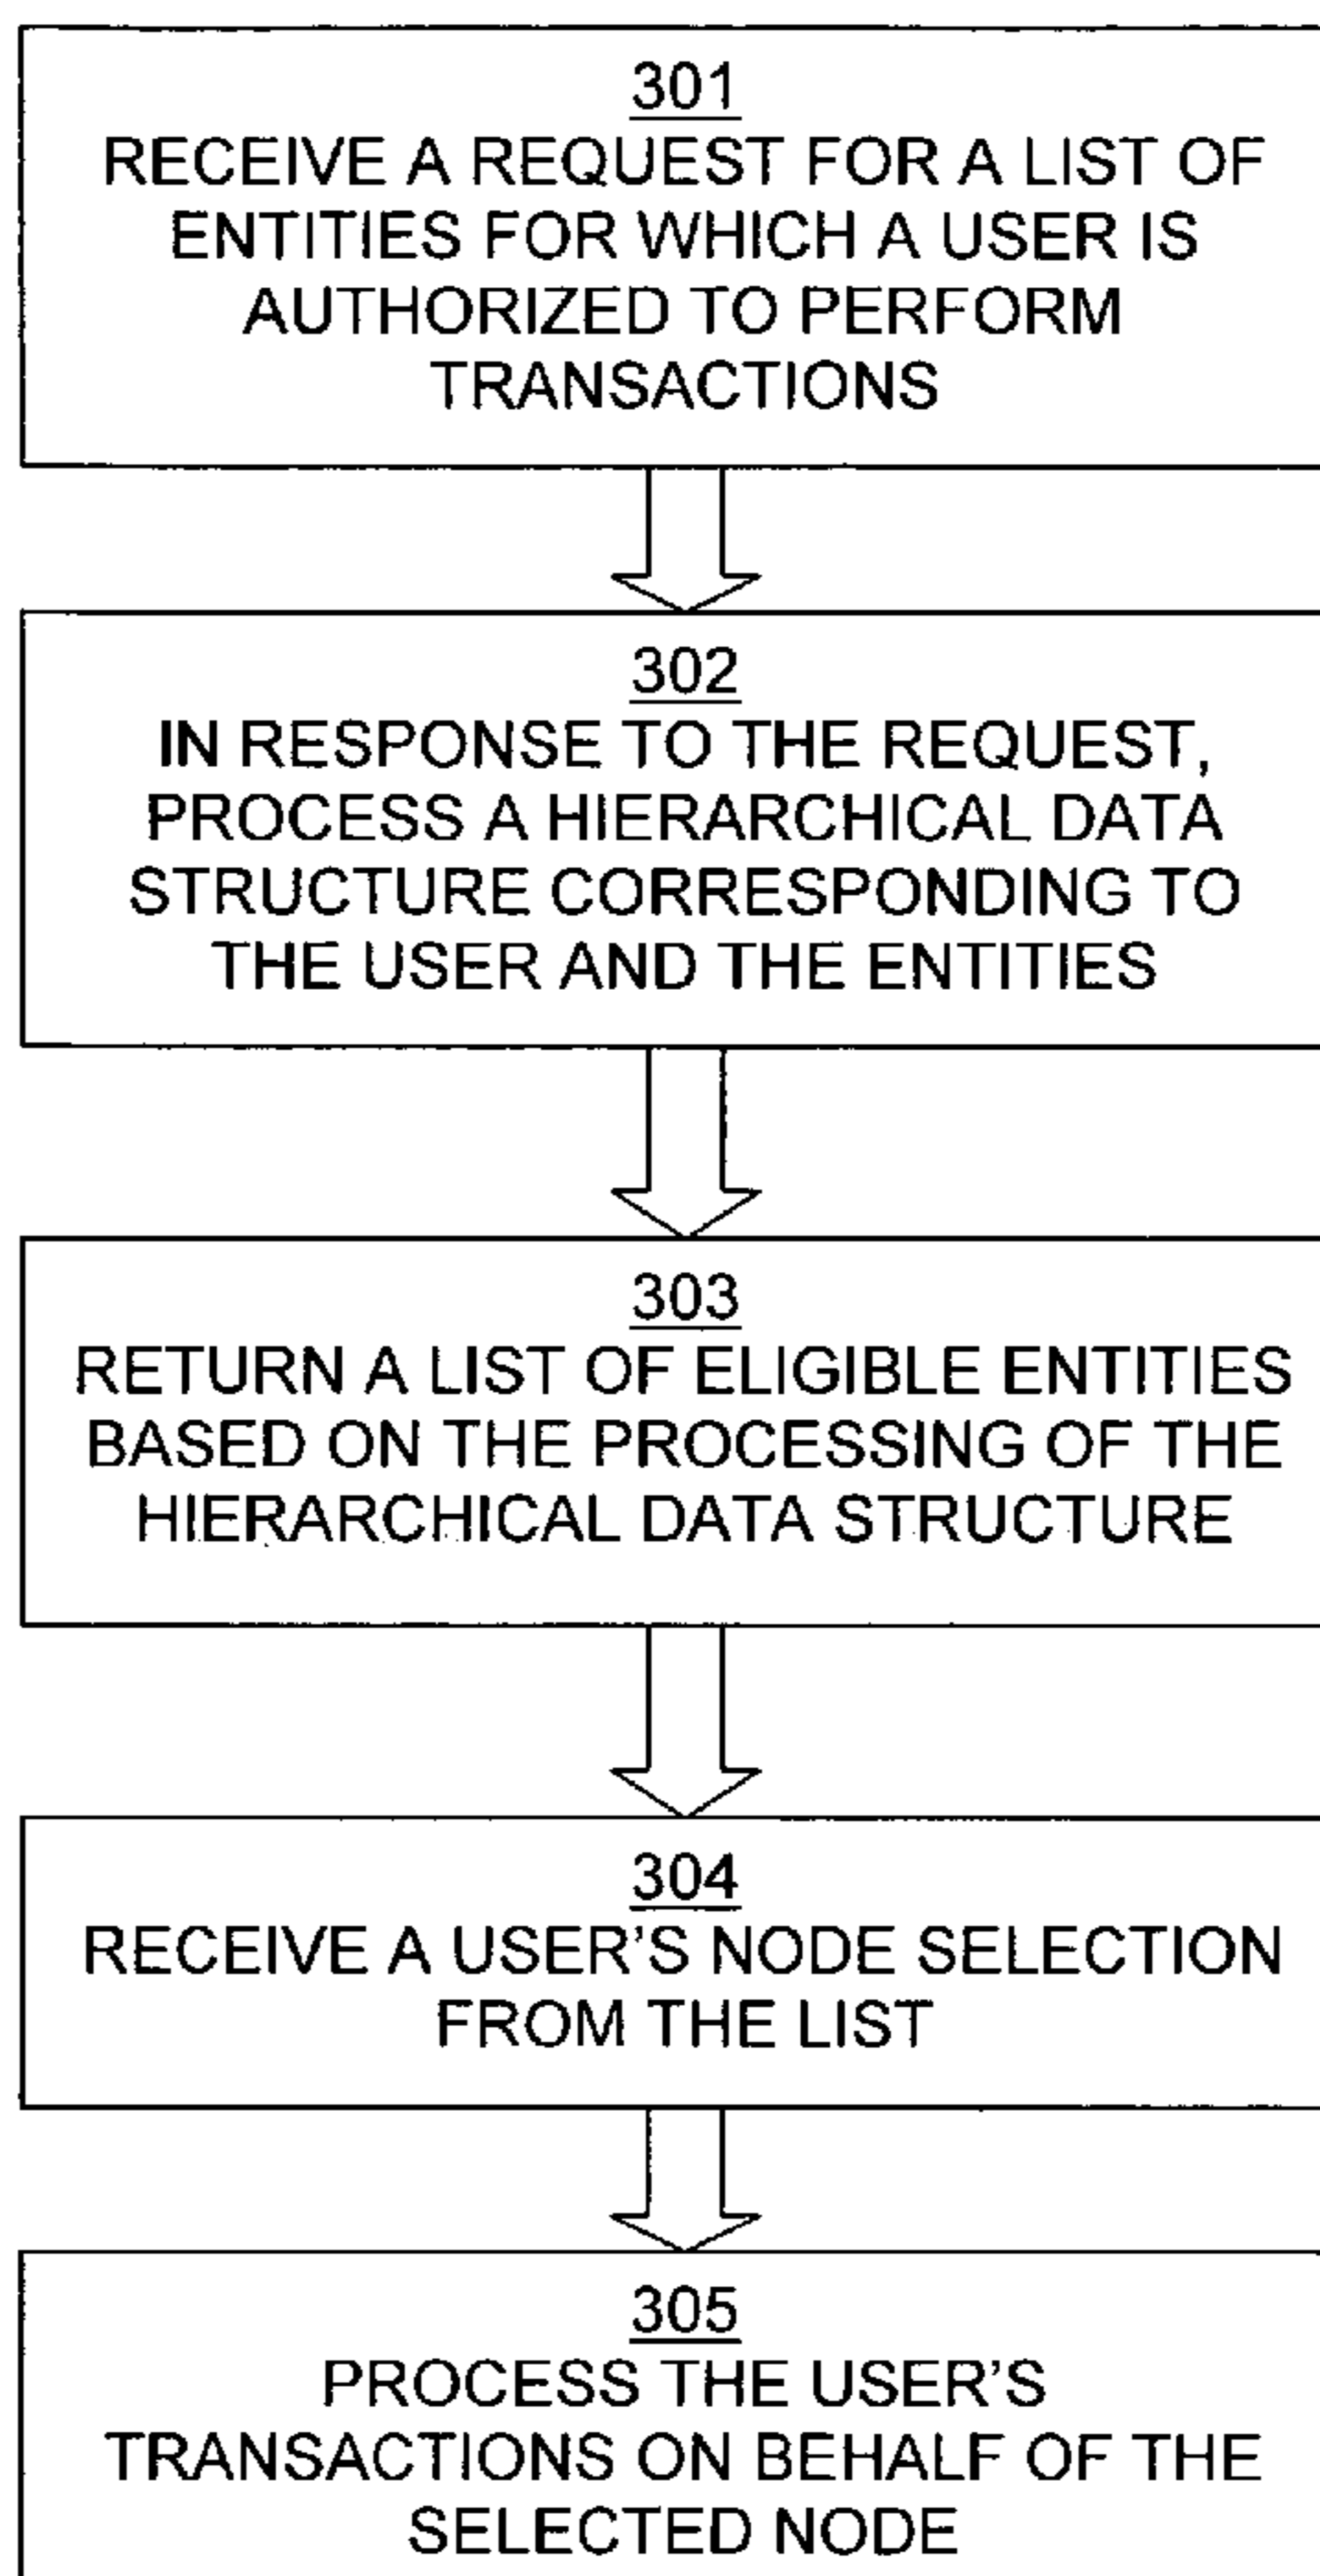 301
RECEIVE A REQUEST FOR A LIST OF
ENTITIES FOR WHICH A USER IS
AUTHORIZED TO PERFORM
TRANSACTIONS
302
IN RESPONSE TO THE REQUEST,
PROCESS A HIERARCHICAL DATA
STRUCTURE CORRESPONDING TO
THE USER AND THE ENTITIES
303
RETURN A LIST OF ELIGIBLE ENTITIES
BASED ON THE PROCESSING OF THE
HIERARCHICAL DATA STRUCTURE
304
RECEIVE A USER'S NODE SELECTION
FROM THE LIST
305
PROCESS THE USER'S
TRANSACTIONS ON BEHALF OF THE
SELECTED NODE